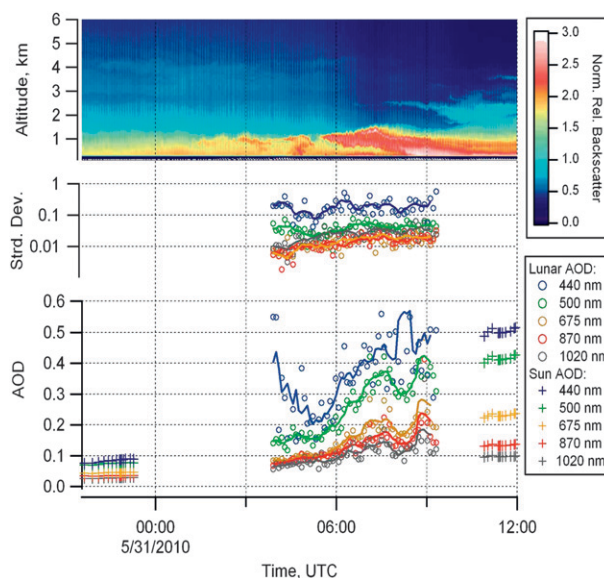 6
5
4
3
2
1
Altitude, km
3.0
2.5
2.0
1.5
1.0
0.5
0.0
Norm. Rel. Backscatter
1
0.1
0.01
Strd. Dev.
0.6
0.5
0.4
0.3
0.2
0.1
0.0
AOD
Lunar AOD:
440 nm
500 nm
675 nm
870 nm
1020 nm
Sun AOD:
440 nm
500 nm
675 nm
870 nm
1020 nm
00:00 06:00 12:00
5/31/2010
Time, UTC